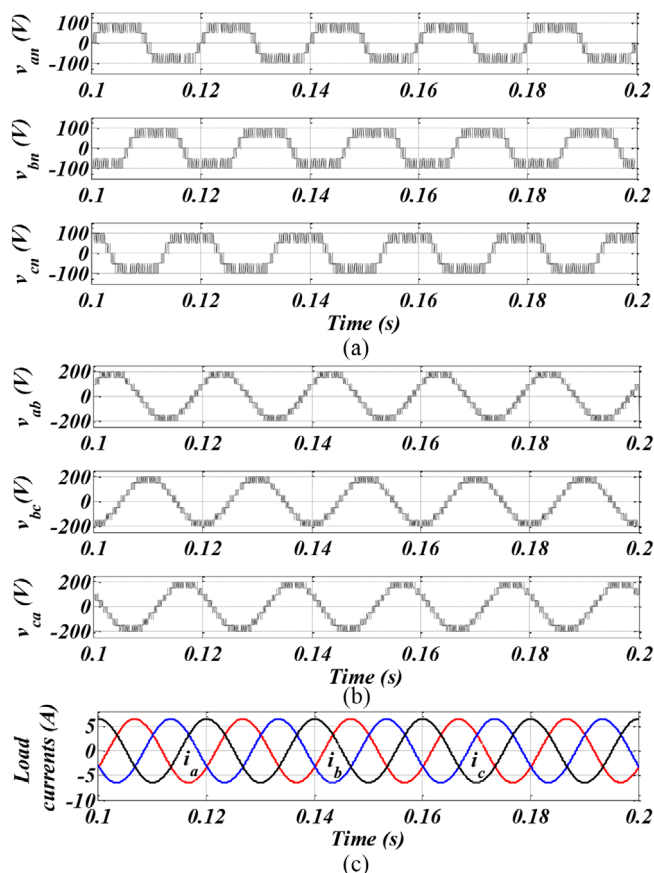 v_an (V)
100
0
-100
0.1 0.12 0.14 0.16 0.18 0.2
v_bn (V)
100
0
-100
0.1 0.12 0.14 0.16 0.18 0.2
v_cn (V)
100
0
-100
0.1 0.12 0.14 0.16 0.18 0.2
Time (s)
(a)
v_ab (V)
200
0
-200
0.1 0.12 0.14 0.16 0.18 0.2
v_bc (V)
200
0
-200
0.1 0.12 0.14 0.16 0.18 0.2
v_ca (V)
200
0
-200
0.1 0.12 0.14 0.16 0.18 0.2
Time (s)
(b)
Load
currents (A)
5
0
-5
-10
i_a i_b i_c
0.1 0.12 0.14 0.16 0.18 0.2
Time (s)
(c)